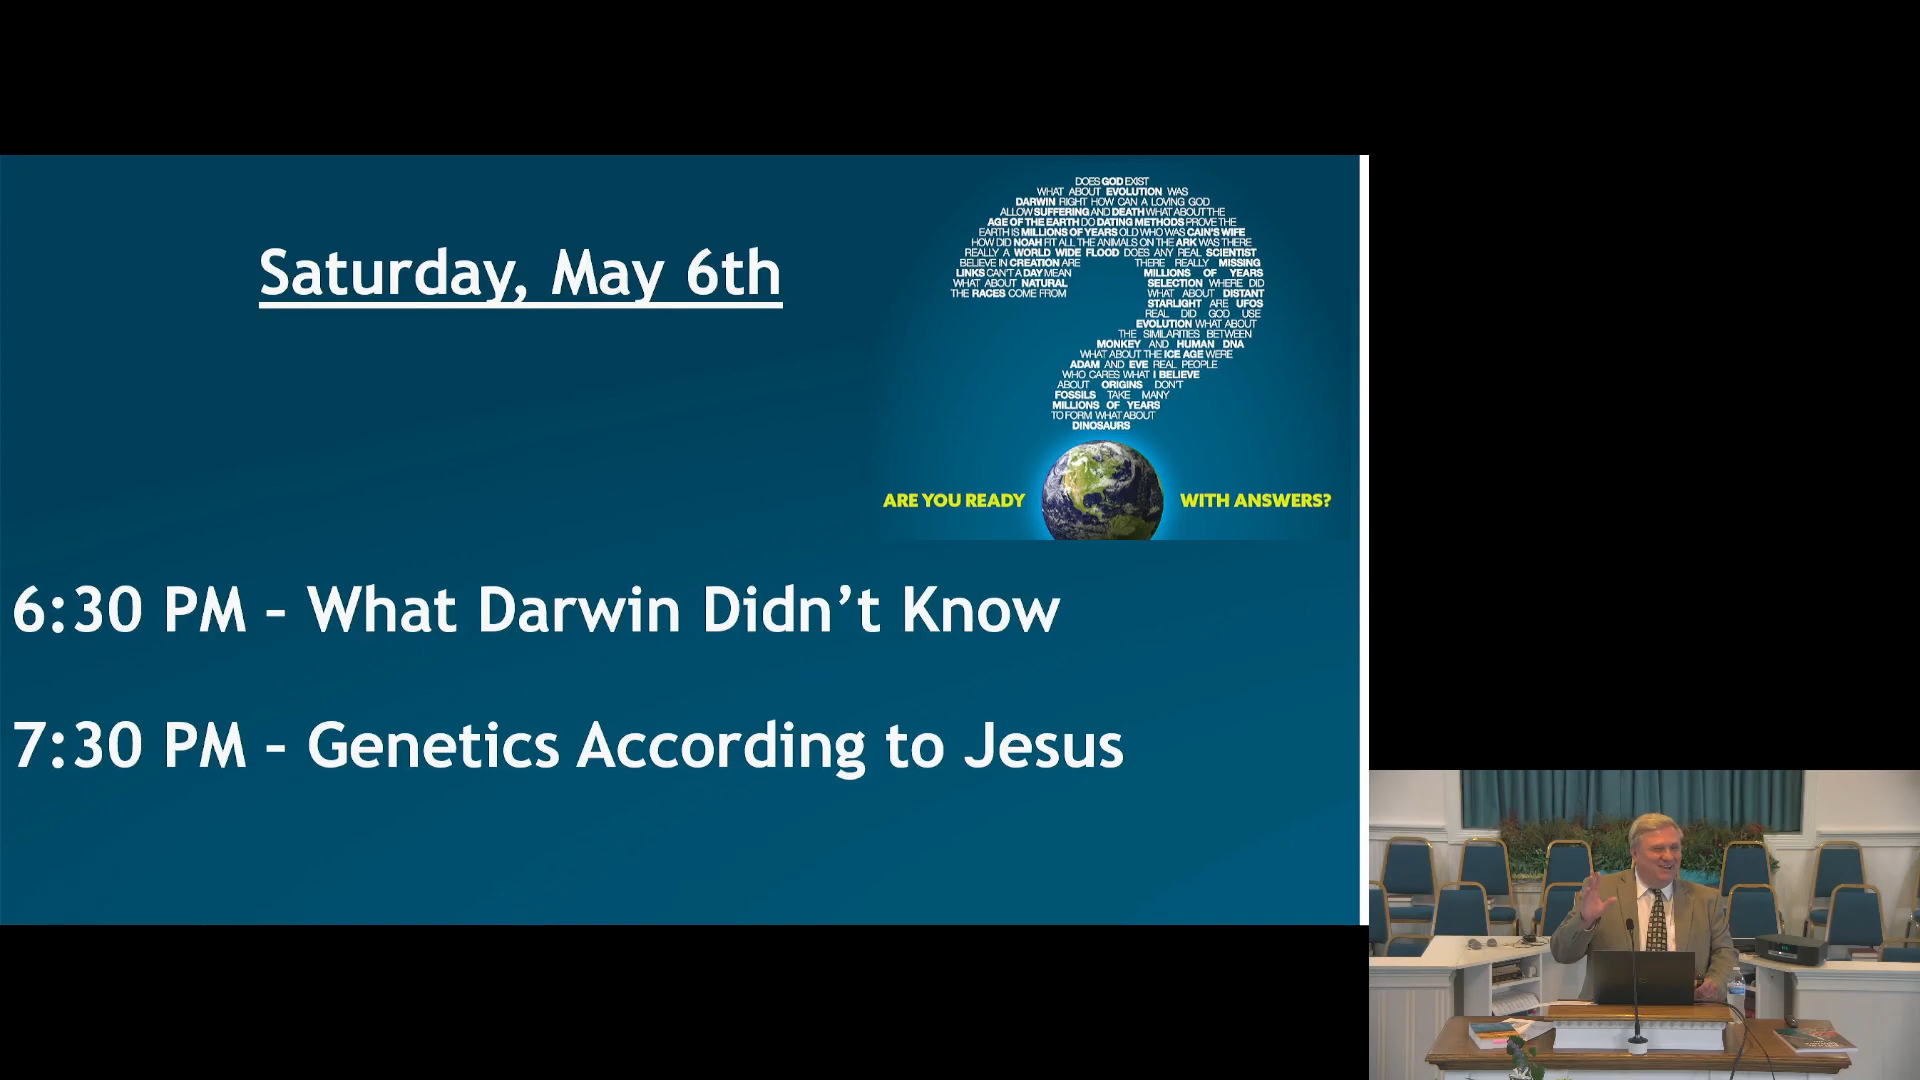 Saturday, May 6th
DOES GOD EXIST
WHAT ABOUT EVOLUTION WAS
DARWIN RIGHT HOW CAN A LOVING GOD
ALLOW SUFFERING AND DEATH WHAT ABOUT THE
AGE OF THE EARTH DO DATING METHODS PROVE THE
EARTH IS MILLIONS OF YEARS OLD WHO WAS CAIN'S WIFE
HOW DID NOAH FIT ALL THE ANIMALS ON THE ARK WAS THERE
REALLY A WORLD WIDE FLOOD DOES ANY REAL SCIENTIST
BELIEVE IN CREATION ARE THERE REALLY MISSING
LINKS CAN'T A DAY MEAN MILLIONS OF YEARS
WHAT ABOUT NATURAL SELECTION WHERE DID
THE RACES COME FROM WHAT ABOUT DISTANT
STARLIGHT ARE UFOS
REAL DID GOD USE
EVOLUTION WHAT ABOUT
THE SIMILARITIES BETWEEN
MONKEY AND HUMAN DNA
WHAT ABOUT THE ICE AGE WERE
ADAM AND EVE REAL PEOPLE
WHO CARES WHAT I BELIEVE
ABOUT ORIGINS DON'T
FOSSILS TAKE MANY
MILLIONS OF YEARS
TO FORM WHAT ABOUT
DINOSAURS
ARE YOU READY WITH ANSWERS?
6:30 PM – What Darwin Didn't Know
7:30 PM – Genetics According to Jesus